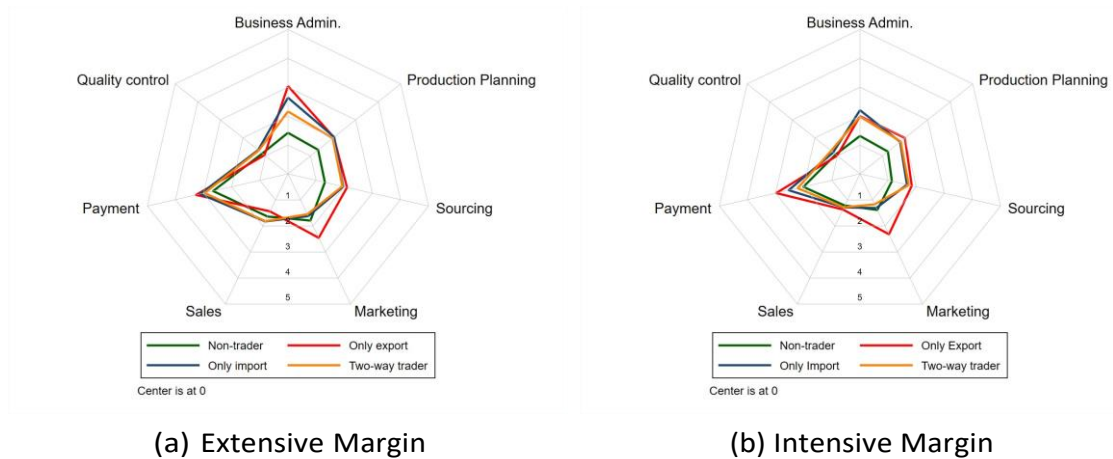 Business Admin.
Quality control
Production Planning
Payment
Sourcing
Sales
Marketing
1
2
3
4
5
Non-trader
Only export
Only import
Two-way trader
Center is at 0
(a) Extensive Margin
Business Admin.
Quality control
Production Planning
Payment
Sourcing
Sales
Marketing
1
2
3
4
5
Non-trader
Only Export
Only Import
Two-way trader
Center is at 0
(b) Intensive Margin